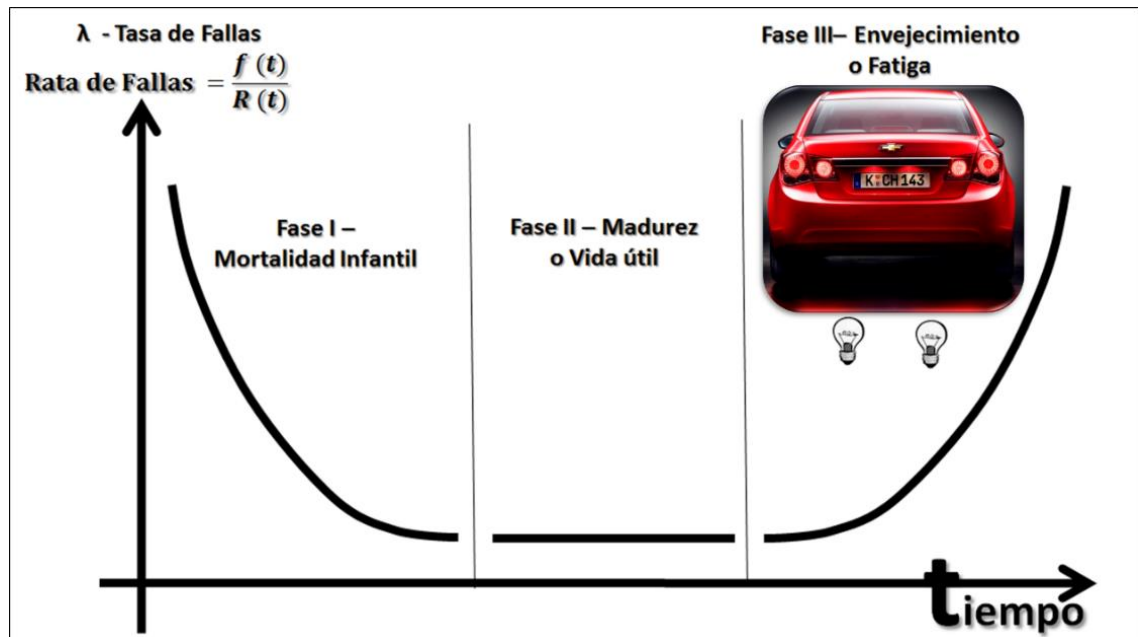 λ - Tasa de Fallas
Rata de Fallas = f (t) / R (t)
Fase I –
Mortalidad Infantil
Fase II – Madurez
o Vida útil
Fase III– Envejecimiento
o Fatiga
K CH 143
tiempo